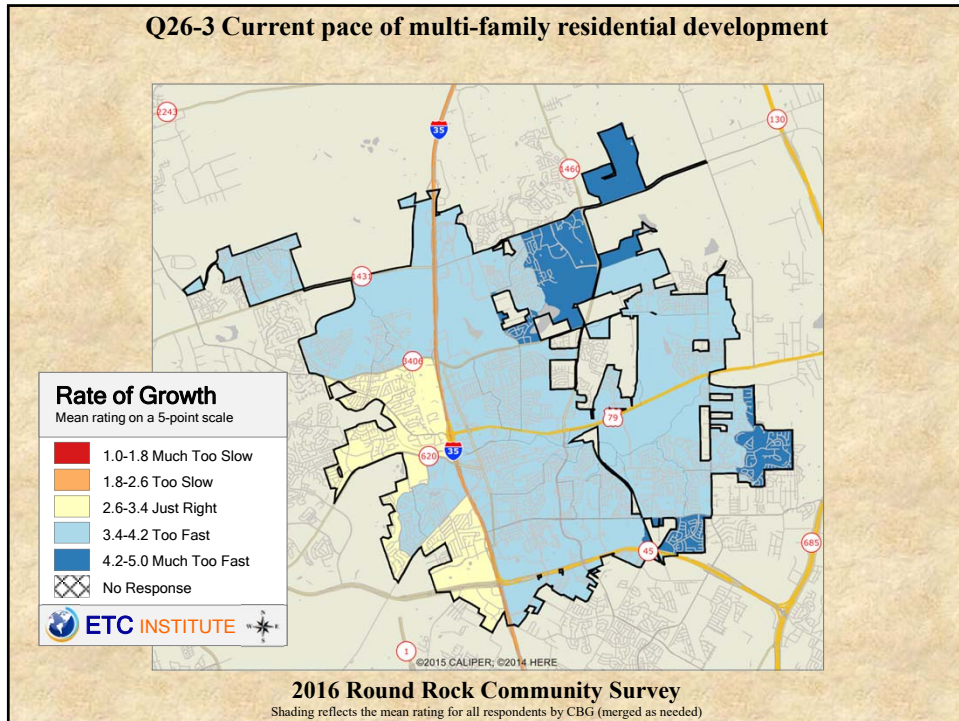 Q26-3 Current pace of multi-family residential development
2243
35
130
1460
1431
3406
79
620
35
45
685
1
Rate of Growth
Mean rating on a 5-point scale
1.0-1.8 Much Too Slow
1.8-2.6 Too Slow
2.6-3.4 Just Right
3.4-4.2 Too Fast
4.2-5.0 Much Too Fast
No Response
ETC INSTITUTE
N
W E
S
©2015 CALIPER; ©2014 HERE
2016 Round Rock Community Survey
Shading reflects the mean rating for all respondents by CBG (merged as needed)